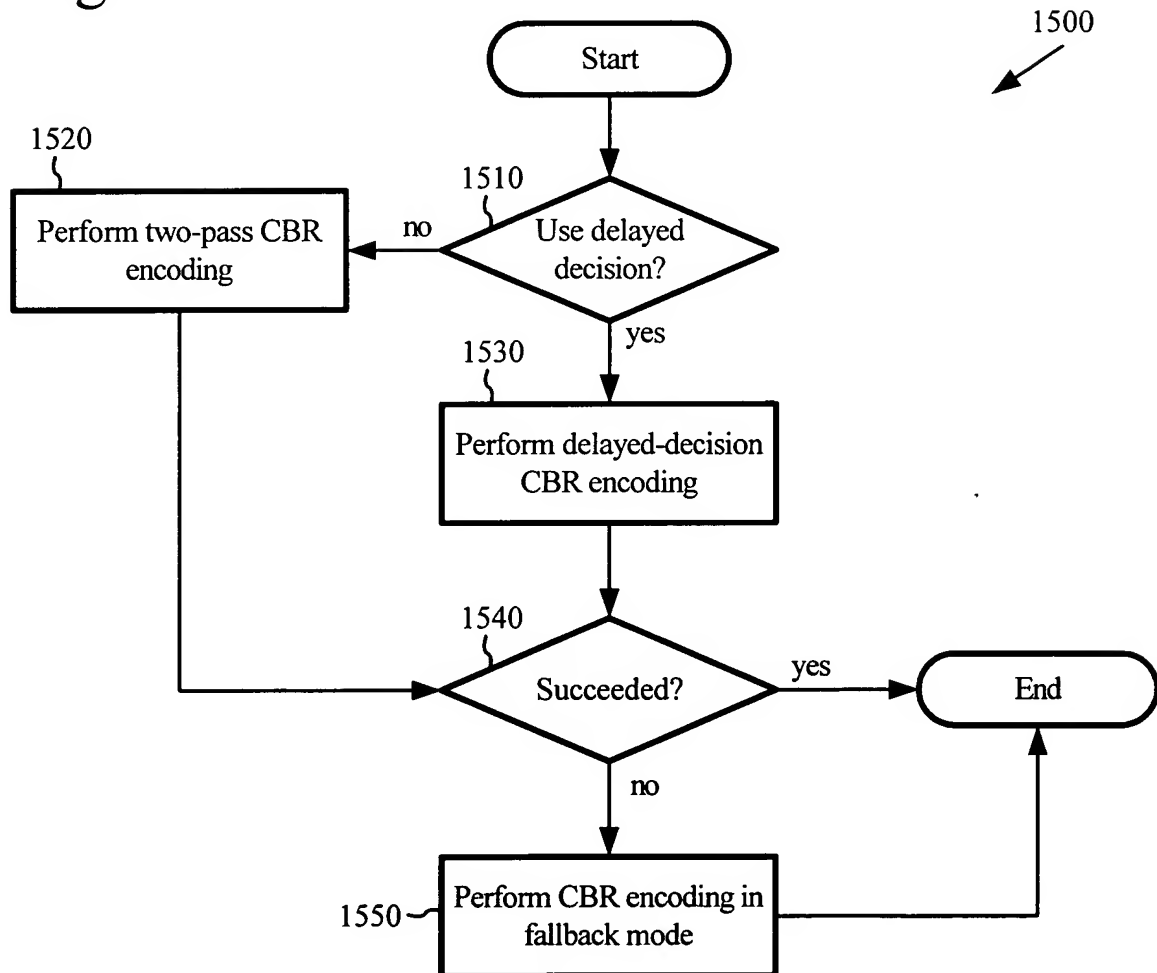 1500
Start
1520
1510
Perform two-pass CBR
encoding
no
Use delayed
decision?
yes
1530
Perform delayed-decision
CBR encoding
1540
Succeeded?
yes
End
no
1550
Perform CBR encoding in
fallback mode